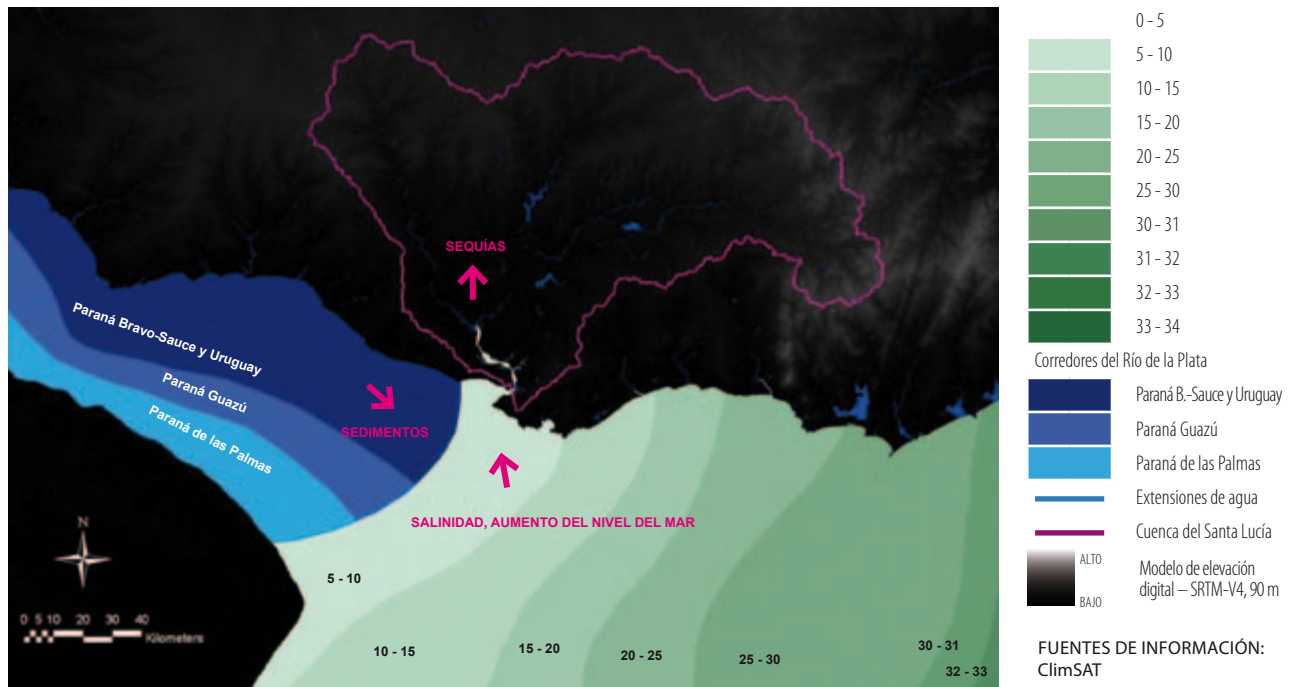 SEQUÍAS
Paraná Bravo-Sauce y Uruguay
Paraná Guazú
Paraná de las Palmas
SEDIMENTOS
SALINIDAD, AUMENTO DEL NIVEL DEL MAR
N
0 5 10 20 30 40
Kilometers
5 - 10
10 - 15
15 - 20
20 - 25
25 - 30
30 - 31
32 - 33
0 - 5
5 - 10
10 - 15
15 - 20
20 - 25
25 - 30
30 - 31
31 - 32
32 - 33
33 - 34
Corredores del Río de la Plata
Paraná B.-Sauce y Uruguay
Paraná Guazú
Paraná de las Palmas
Extensiones de agua
Cuenca del Santa Lucía
ALTO
BAJO
Modelo de elevación
digital – SRTM-V4, 90 m
FUENTES DE INFORMACIÓN:
ClimSAT